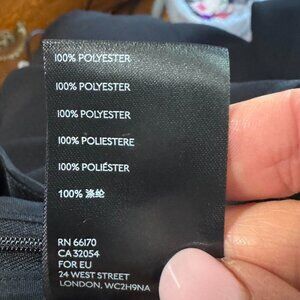 100% POLYESTER
100% POLYESTER
100% POLYESTER
100% POLIESTERE
100% POLIÉSTER
100% 涤纶
RN 66170
CA 32054
FOR EU
24 WEST STREET
LONDON, WC2H9NA